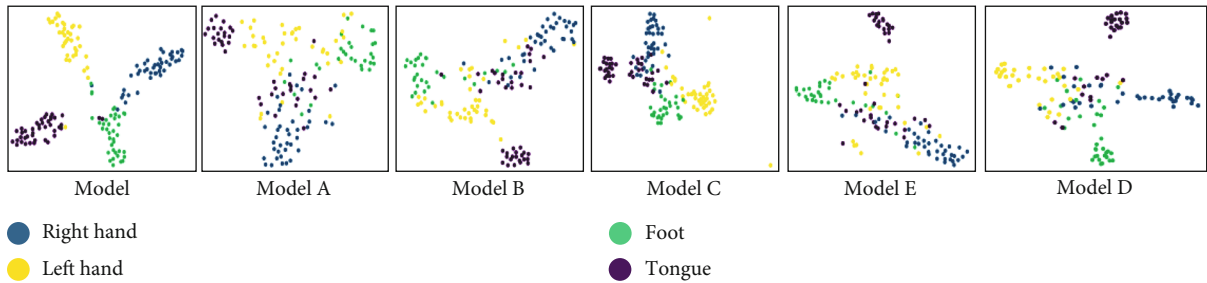 Model
Model A
Model B
Model C
Model E
Model D
Right hand
Left hand
Foot
Tongue